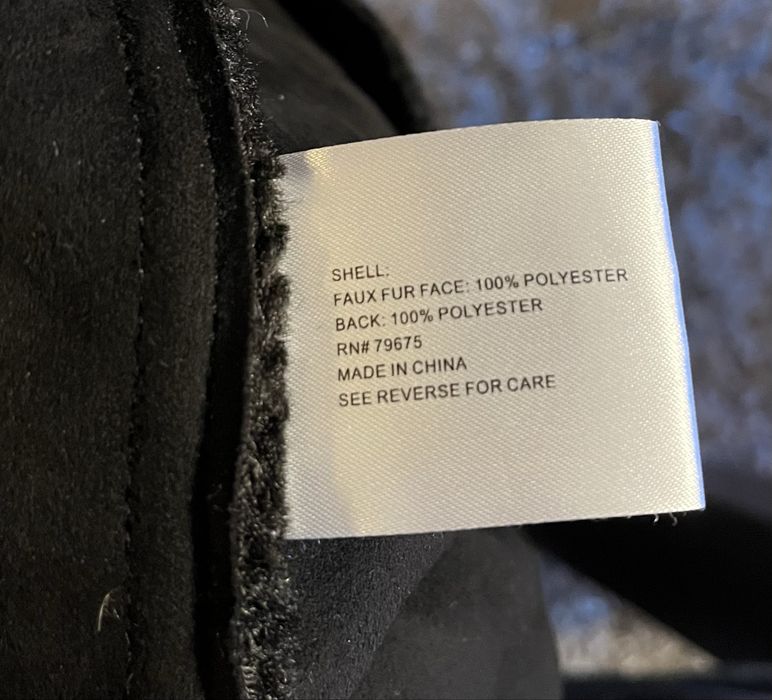 SHELL:
FAUX FUR FACE: 100% POLYESTER
BACK: 100% POLYESTER
RN# 79675
MADE IN CHINA
SEE REVERSE FOR CARE